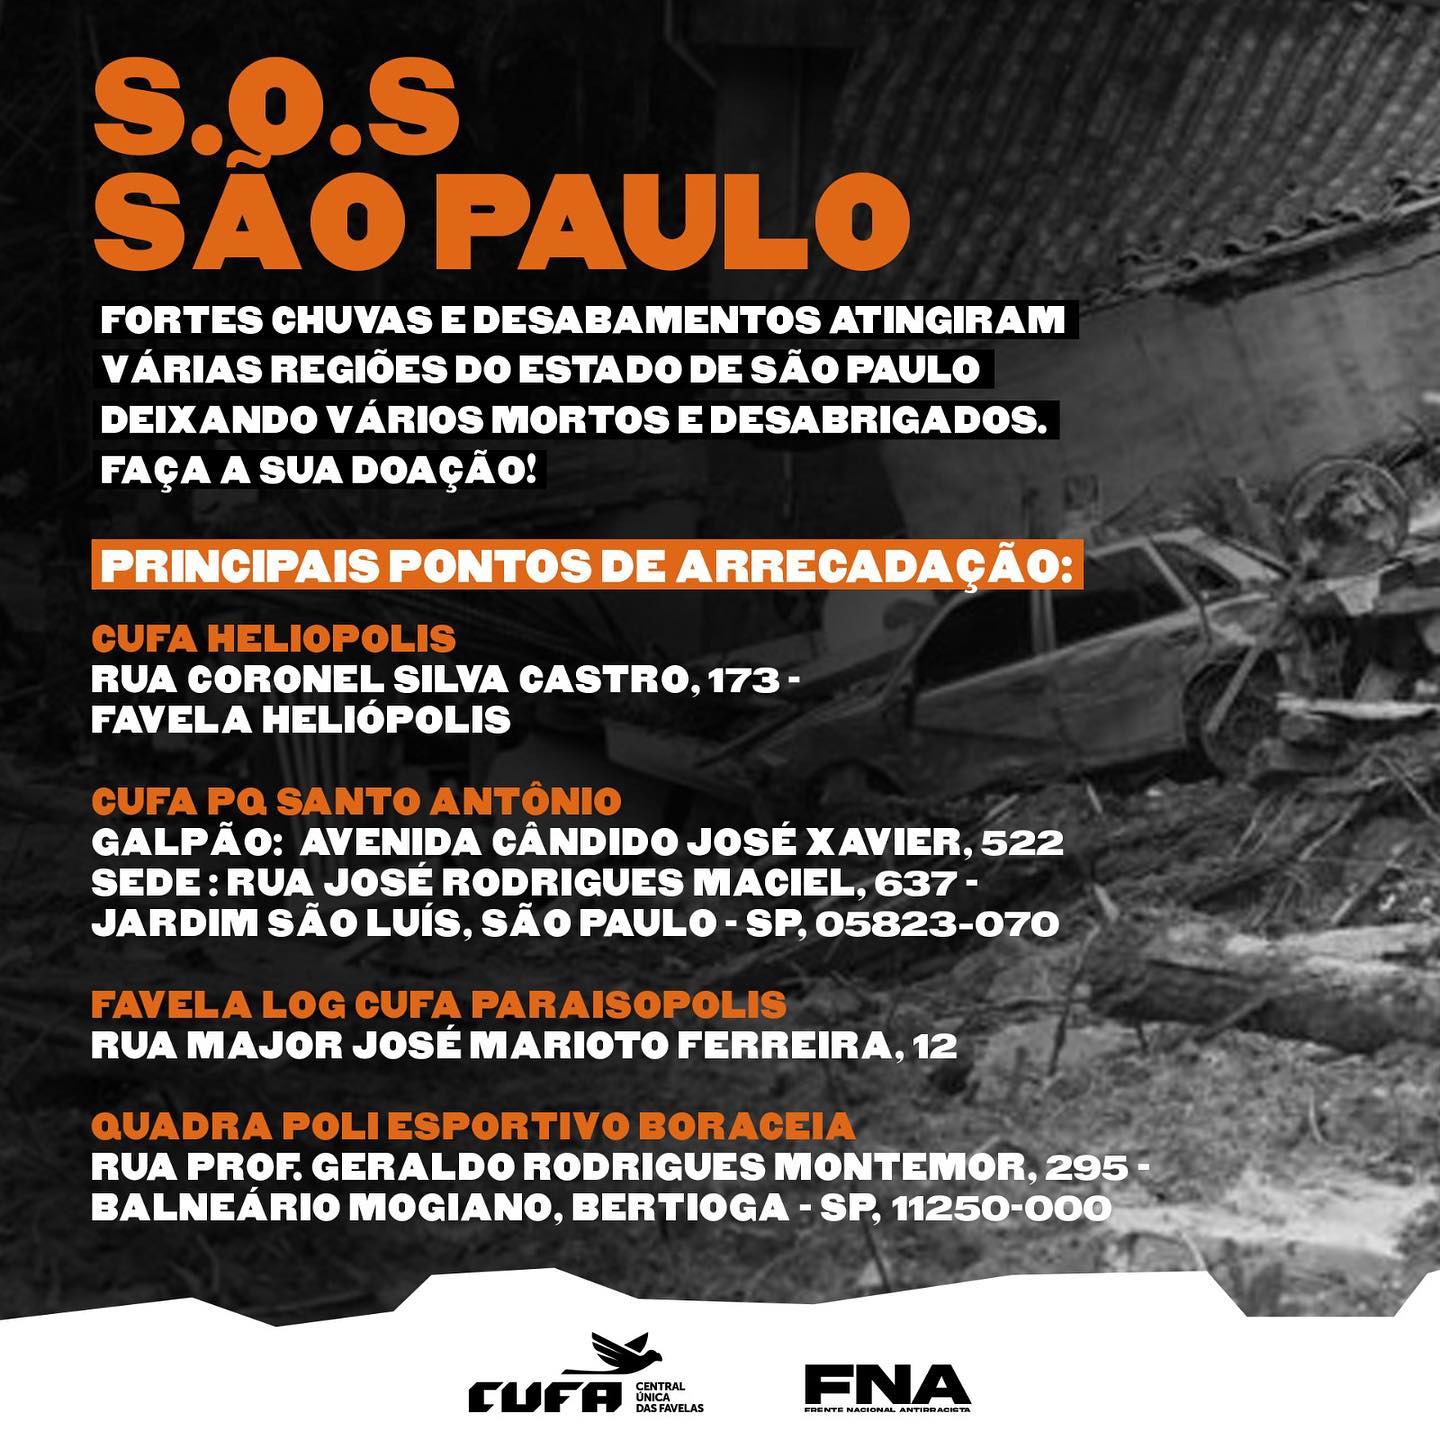 S.O.S
SÃO PAULO
FORTES CHUVAS E DESABAMENTOS ATINGIRAM
VÁRIAS REGIÕES DO ESTADO DE SÃO PAULO
DEIXANDO VÁRIOS MORTOS E DESABRIGADOS.
FAÇA A SUA DOAÇÃO!
PRINCIPAIS PONTOS DE ARRECADAÇÃO:
CUFA HELIOPOLIS
RUA CORONEL SILVA CASTRO, 173 -
FAVELA HELIÓPOLIS
CUFA PQ SANTO ANTÔNIO
GALPÃO: AVENIDA CÂNDIDO JOSÉ XAVIER, 522
SEDE : RUA JOSÉ RODRIGUES MACIEL, 637 -
JARDIM SÃO LUÍS, SÃO PAULO - SP, 05823-070
FAVELA LOG CUFA PARAISOPOLIS
RUA MAJOR JOSÉ MARIOTO FERREIRA, 12
QUADRA POLI ESPORTIVO BORACEIA
RUA PROF. GERALDO RODRIGUES MONTEMOR, 295 -
BALNEÁRIO MOGIANO, BERTIOGA - SP, 11250-000
CUFA
CENTRAL
ÚNICA
DAS FAVELAS
FNA
FRENTE NACIONAL ANTIRRACISTA